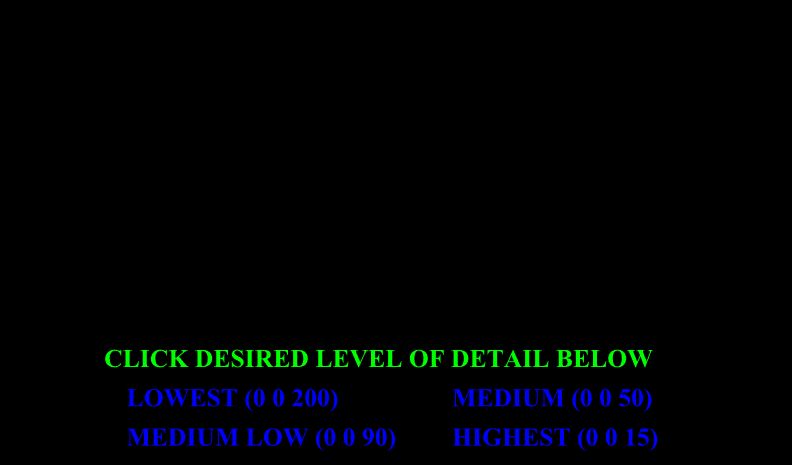 CLICK DESIRED LEVEL OF DETAIL BELOW
LOWEST (0 0 200) MEDIUM (0 0 50)
MEDIUM LOW (0 0 90) HIGHEST (0 0 15)